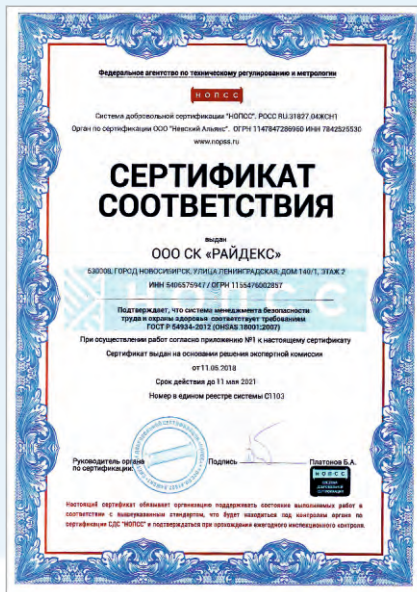 Федеральное агентство по техническому регулированию и метрологии
НОПСС
Система добровольной сертификации "НОПСС". РОСС RU.31827.04ЖСН1
Орган по сертификации ООО "Невский Альянс". ОГРН 1147847286950 ИНН 7842525530
www.nopss.ru
СЕРТИФИКАТ
СООТВЕТСТВИЯ
выдан
ООО СК «РАЙДЕКС»
630008, ГОРОД НОВОСИБИРСК, УЛИЦА ЛЕНИНГРАДСКАЯ, ДОМ 140/1, ЭТАЖ 2
ИНН 5406575947 / ОГРН 1155476002857
НОПСС
Подтверждает, что система менеджмента безопасности
труда и охраны здоровья соответствует требованиям
ГОСТ Р 54934-2012 (OHSAS 18001:2007)
При осуществлении работ согласно приложению №1 к настоящему сертификату
Сертификат выдан на основании решения экспертной комиссии
от 11.05.2018
Срок действия до 11 мая 2021
Номер в едином реестре системы С1103
Руководитель органа
по сертификации:
Подпись
Платонов Б.А.
НОПСС
СИСТЕМА
ДОБРОВОЛЬНОЙ
СЕРТИФИКАЦИИ
Настоящий сертификат обязывает организацию поддерживать состояние выполняемых работ в
соответствии с вышеуказанным стандартом, что будет находиться под контролем органа по
сертификации СДС "НОПСС" и подтверждаться при прохождении ежегодного инспекционного контроля.